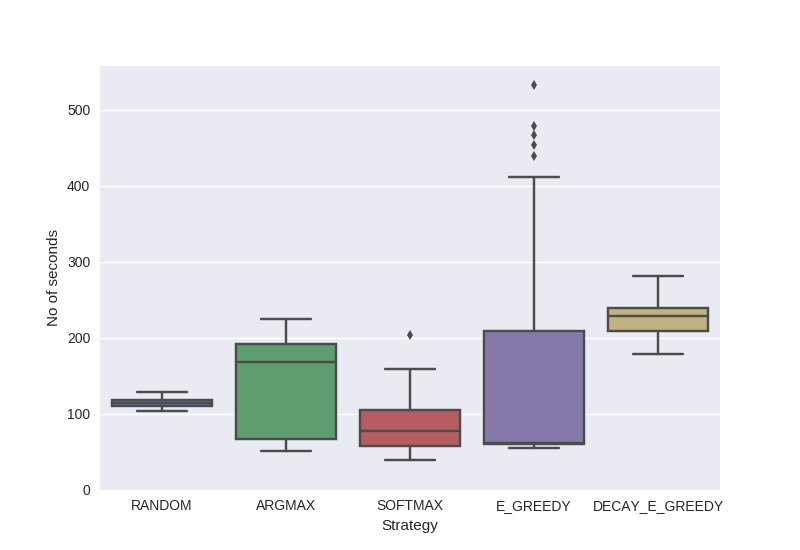 500
400
300
200
100
0
No of seconds
RANDOM ARGMAX SOFTMAX E_GREEDY DECAY_E_GREEDY
Strategy